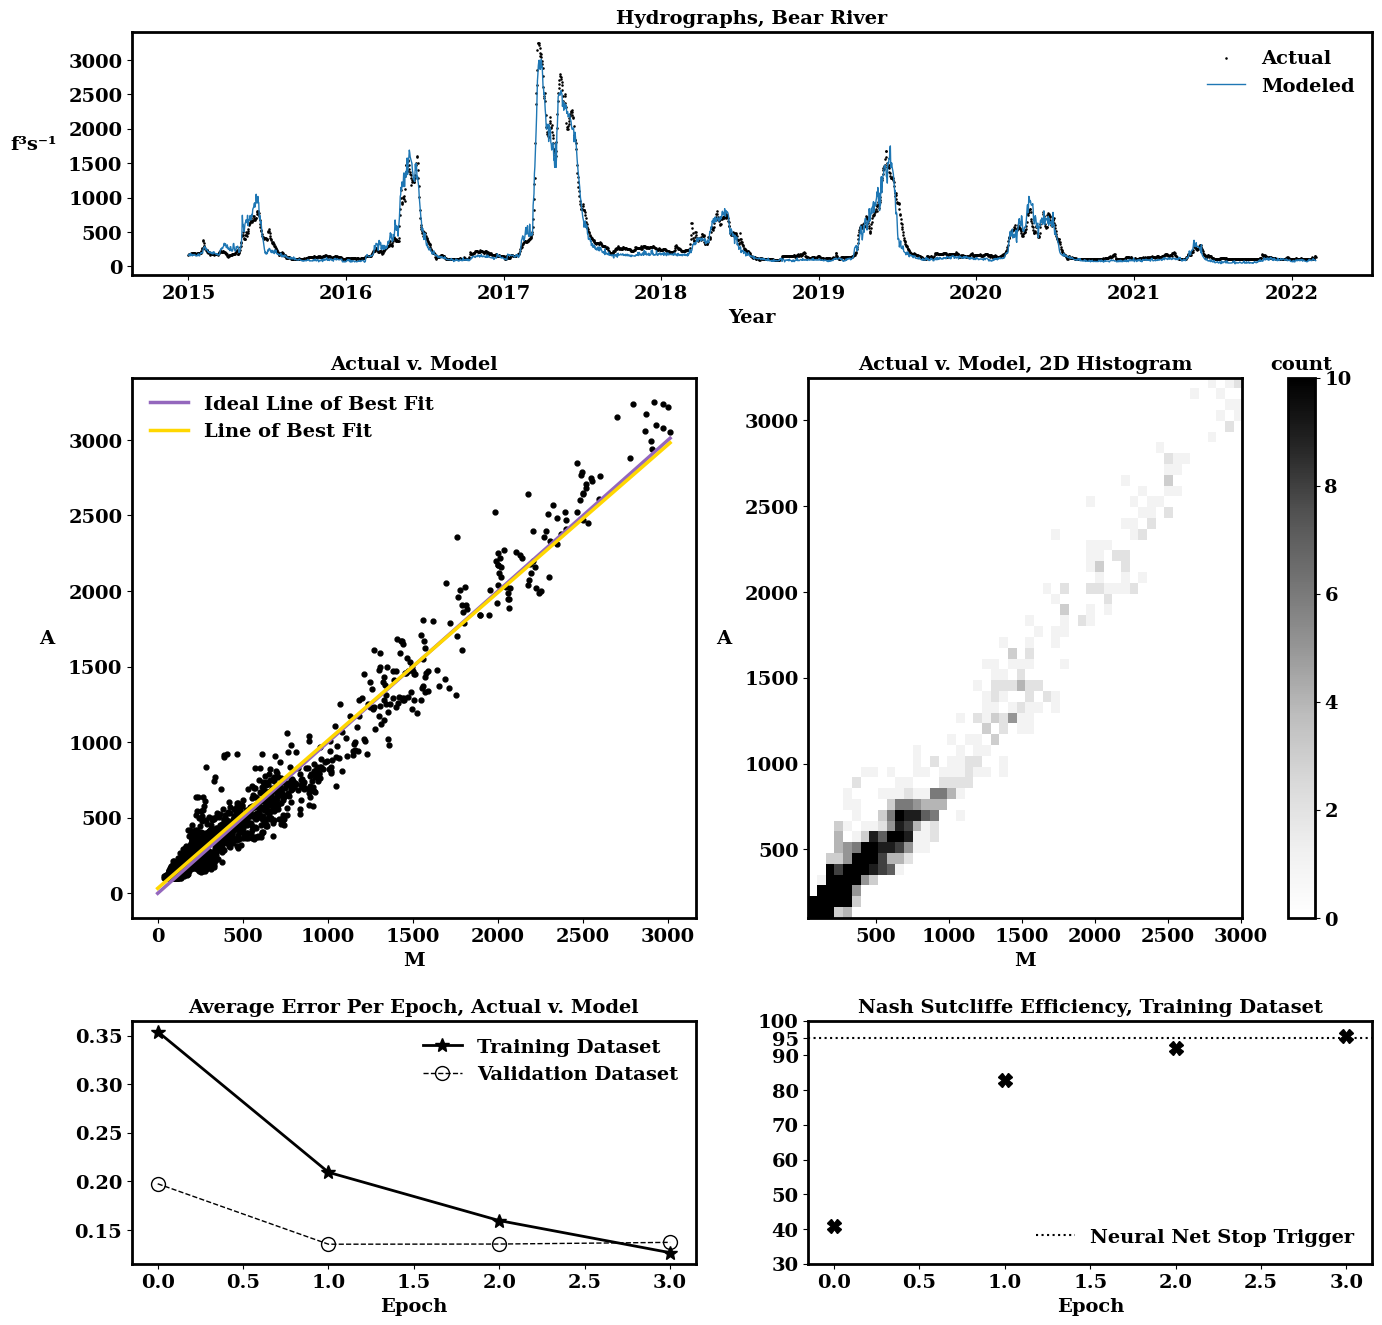 Hydrographs, Bear River
3000
2500
2000
1500
1000
500
0
f³s⁻¹
Actual
Modeled
2015 2016 2017 2018 2019 2020 2021 2022
Year
Actual v. Model
Ideal Line of Best Fit
Line of Best Fit
3000
2500
2000
1500
1000
500
0
A
0 500 1000 1500 2000 2500 3000
M
Actual v. Model, 2D Histogram
3000
2500
2000
1500
1000
500
A
500 1000 1500 2000 2500 3000
M
count
10
8
6
4
2
0
Average Error Per Epoch, Actual v. Model
0.35
0.30
0.25
0.20
0.15
Training Dataset
Validation Dataset
0.0 0.5 1.0 1.5 2.0 2.5 3.0
Epoch
Nash Sutcliffe Efficiency, Training Dataset
100
95
90
80
70
60
50
40
30
Neural Net Stop Trigger
0.0 0.5 1.0 1.5 2.0 2.5 3.0
Epoch